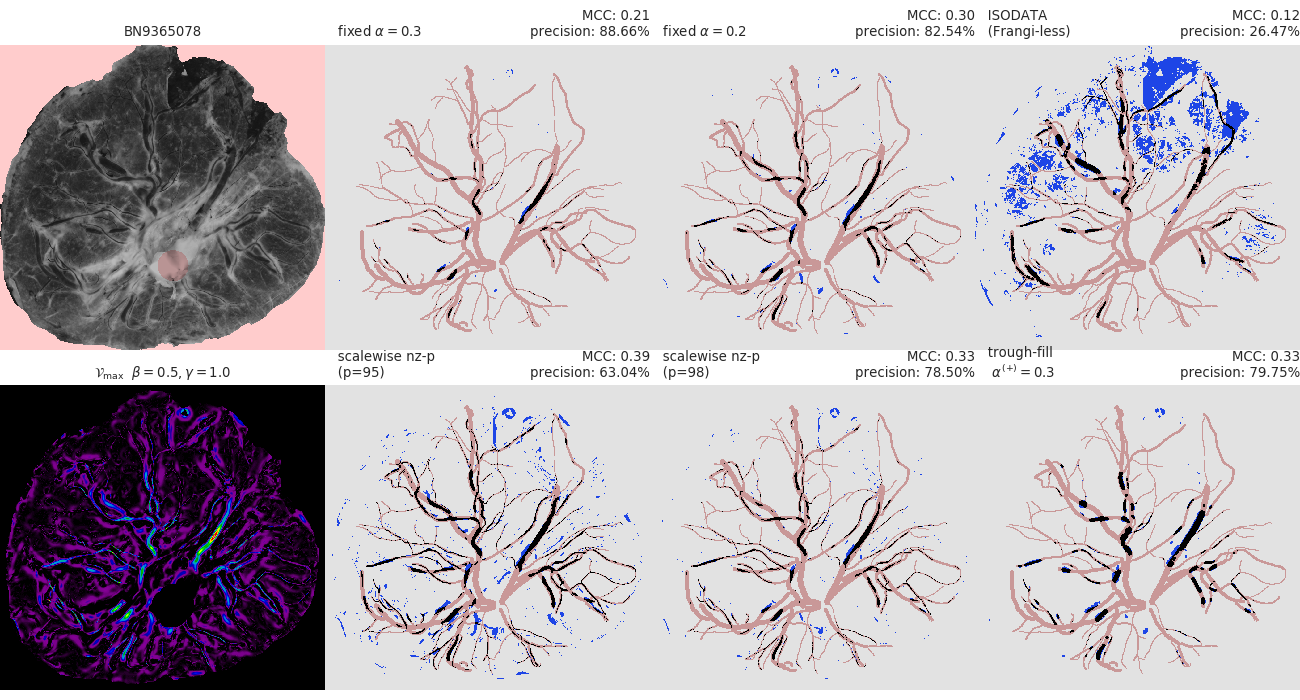 BN9365078
fixed α = 0.3
MCC: 0.21
precision: 88.66%
fixed α = 0.2
MCC: 0.30
precision: 82.54%
ISODATA
(Frangi-less)
MCC: 0.12
precision: 26.47%
𝒱max β = 0.5, γ = 1.0
scalewise nz-p
(p=95)
MCC: 0.39
precision: 63.04%
scalewise nz-p
(p=98)
MCC: 0.33
precision: 78.50%
trough-fill
α(+) = 0.3
MCC: 0.33
precision: 79.75%